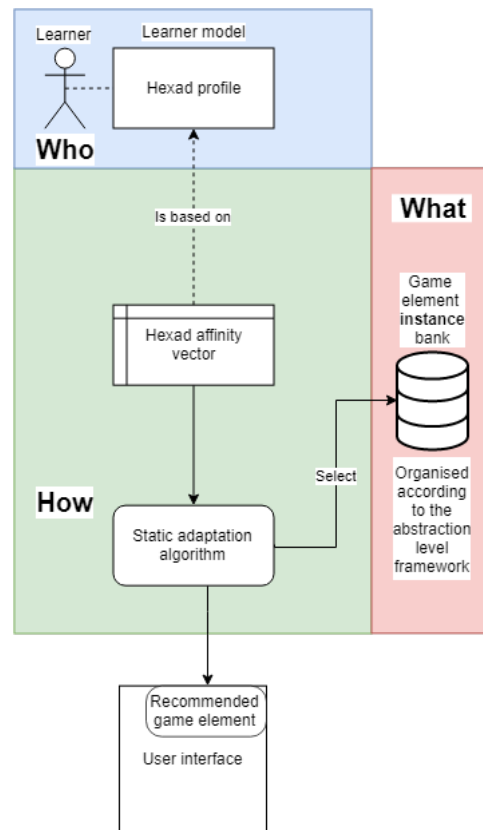 Learner
Learner model
Hexad profile
Who
Is based on
What
Game
element
instance
bank
Hexad affinity
vector
Select
How
Static adaptation
algorithm
Organised
according
to the
abstraction
level
framework
Recommended
game element
User interface